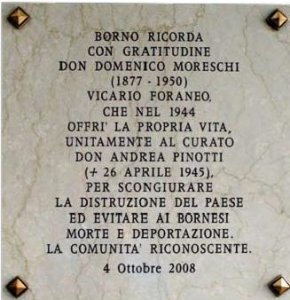 BORNO RICORDA
CON GRATITUDINE
DON DOMENICO MORESCHI
(1877 - 1950)
VICARIO FORANEO,
CHE NEL 1944
OFFRI' LA PROPRIA VITA,
UNITAMENTE AL CURATO
DON ANDREA PINOTTI
(+ 26 APRILE 1945),
PER SCONGIURARE
LA DISTRUZIONE DEL PAESE
ED EVITARE AI BORNESI
MORTE E DEPORTAZIONE.
LA COMUNITA' RICONOSCENTE.
4 Ottobre 2008